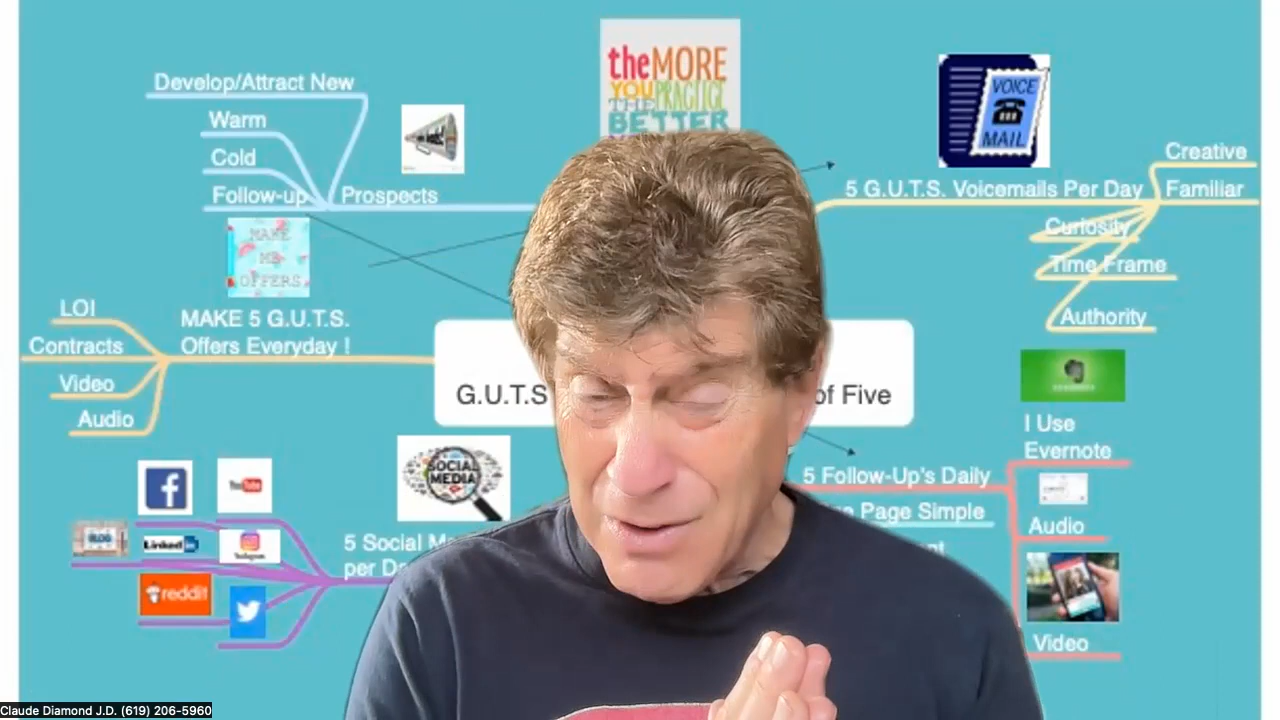 theMORE
YOU PRACTICE
THE
BETTER
Develop/Attract New
Warm
Cold
Follow-up
Prospects
VOICE
MAIL
Creative
5 G.U.T.S. Voicemails Per Day
Familiar
Curiosity
Time Frame
Authority
MAKE
ME
OFFERS
LOI
MAKE 5 G.U.T.S.
Contracts
Offers Everyday !
Video
Audio
G.U.T.S
of Five
I Use
Evernote
SOCIAL
MEDIA
5 Follow-Up's Daily
Page Simple
Audio
YouTube
BLOG
LinkedIn
Instagram
5 Social M
per D
reddit
Video
Claude Diamond J.D. (619) 206-5960